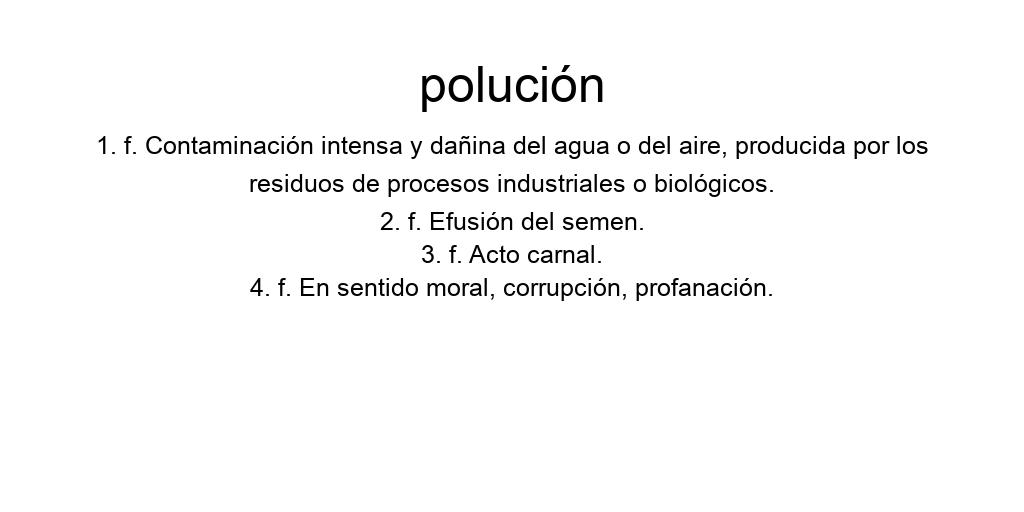 polución
1. f. Contaminación intensa y dañina del agua o del aire, producida por los
residuos de procesos industriales o biológicos.
2. f. Efusión del semen.
3. f. Acto carnal.
4. f. En sentido moral, corrupción, profanación.